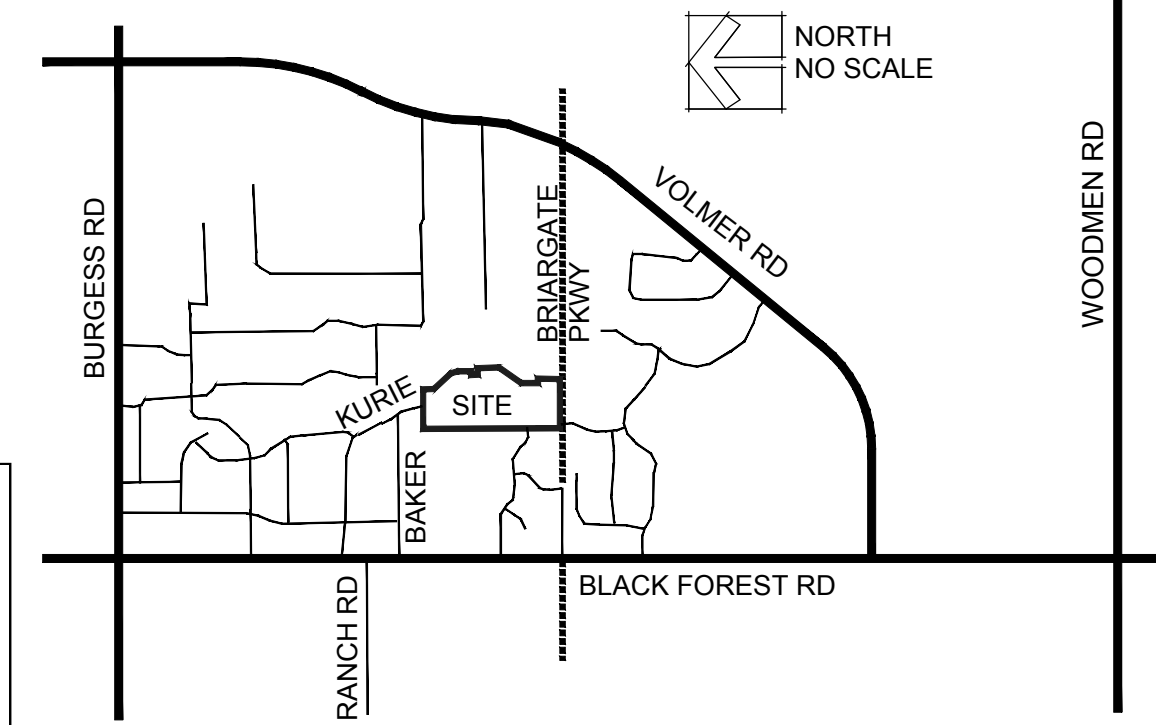 NORTH
NO SCALE
BURGESS RD
VOLMER RD
WOODMEN RD
BRIARGATE
PKWY
KURIE
SITE
BAKER
BLACK FOREST RD
RANCH RD